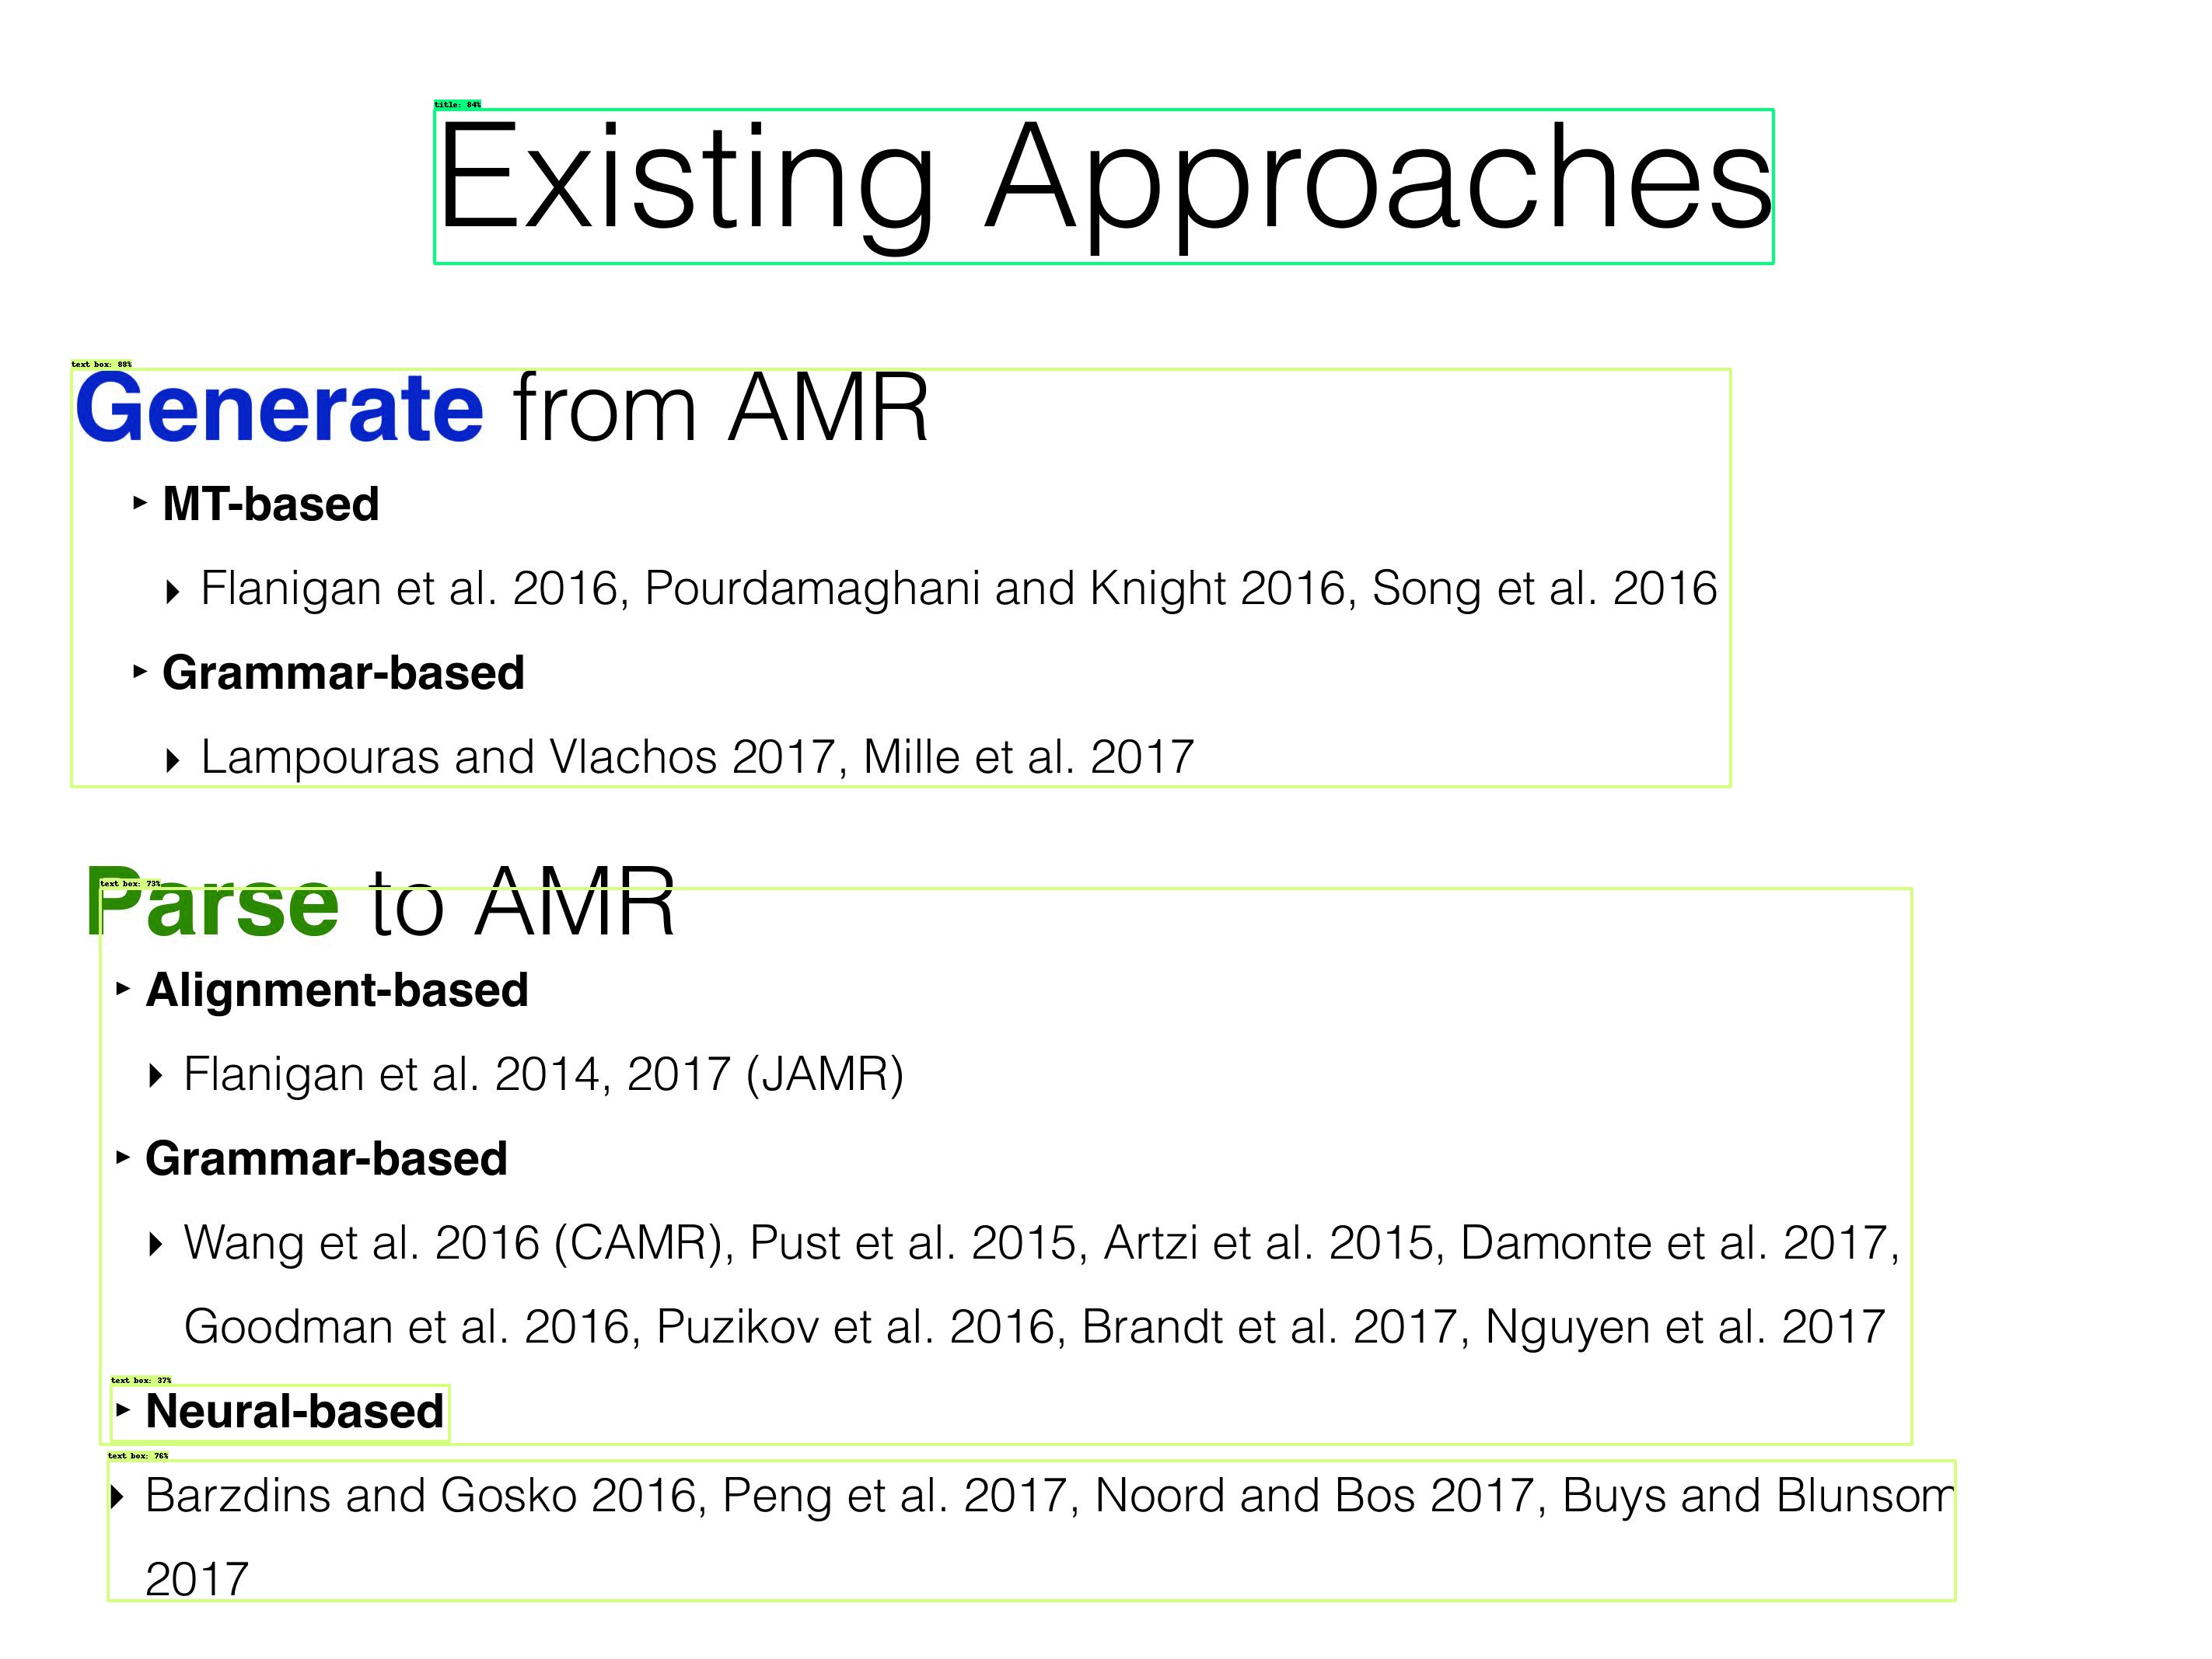 title: 84%
Existing Approaches
text box: 88%
Generate from AMR
‣ MT-based
‣ Flanigan et al. 2016, Pourdamaghani and Knight 2016, Song et al. 2016
‣ Grammar-based
‣ Lampouras and Vlachos 2017, Mille et al. 2017
text box: 73%
Parse to AMR
‣ Alignment-based
‣ Flanigan et al. 2014, 2017 (JAMR)
‣ Grammar-based
‣ Wang et al. 2016 (CAMR), Pust et al. 2015, Artzi et al. 2015, Damonte et al. 2017,
Goodman et al. 2016, Puzikov et al. 2016, Brandt et al. 2017, Nguyen et al. 2017
text box: 37%
‣ Neural-based
text box: 76%
‣ Barzdins and Gosko 2016, Peng et al. 2017, Noord and Bos 2017, Buys and Blunsom
2017